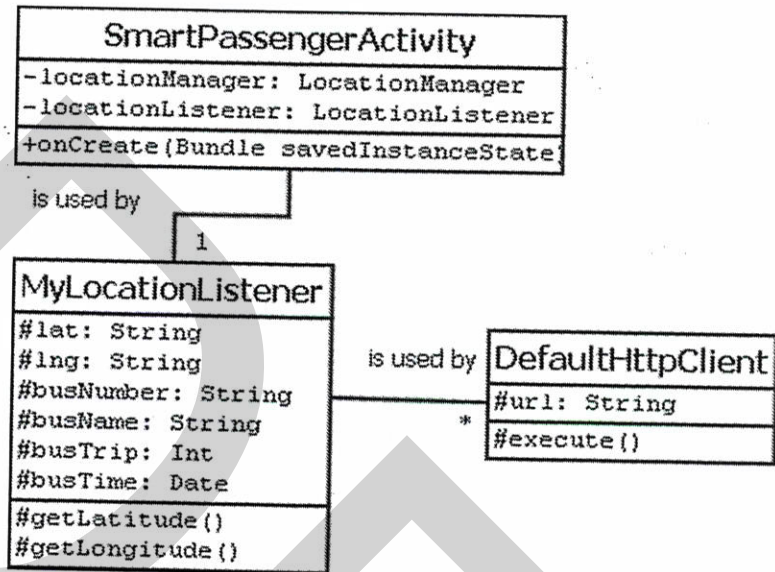 SmartPassengerActivity
-locationManager: LocationManager
-locationListener: LocationListener
+onCreate(Bundle savedInstanceState)
is used by
1
MyLocationListener
#lat: String
#lng: String
#busNumber: String
#busName: String
#busTrip: Int
#busTime: Date
#getLatitude()
#getLongitude()
is used by
*
DefaultHttpClient
#url: String
#execute()